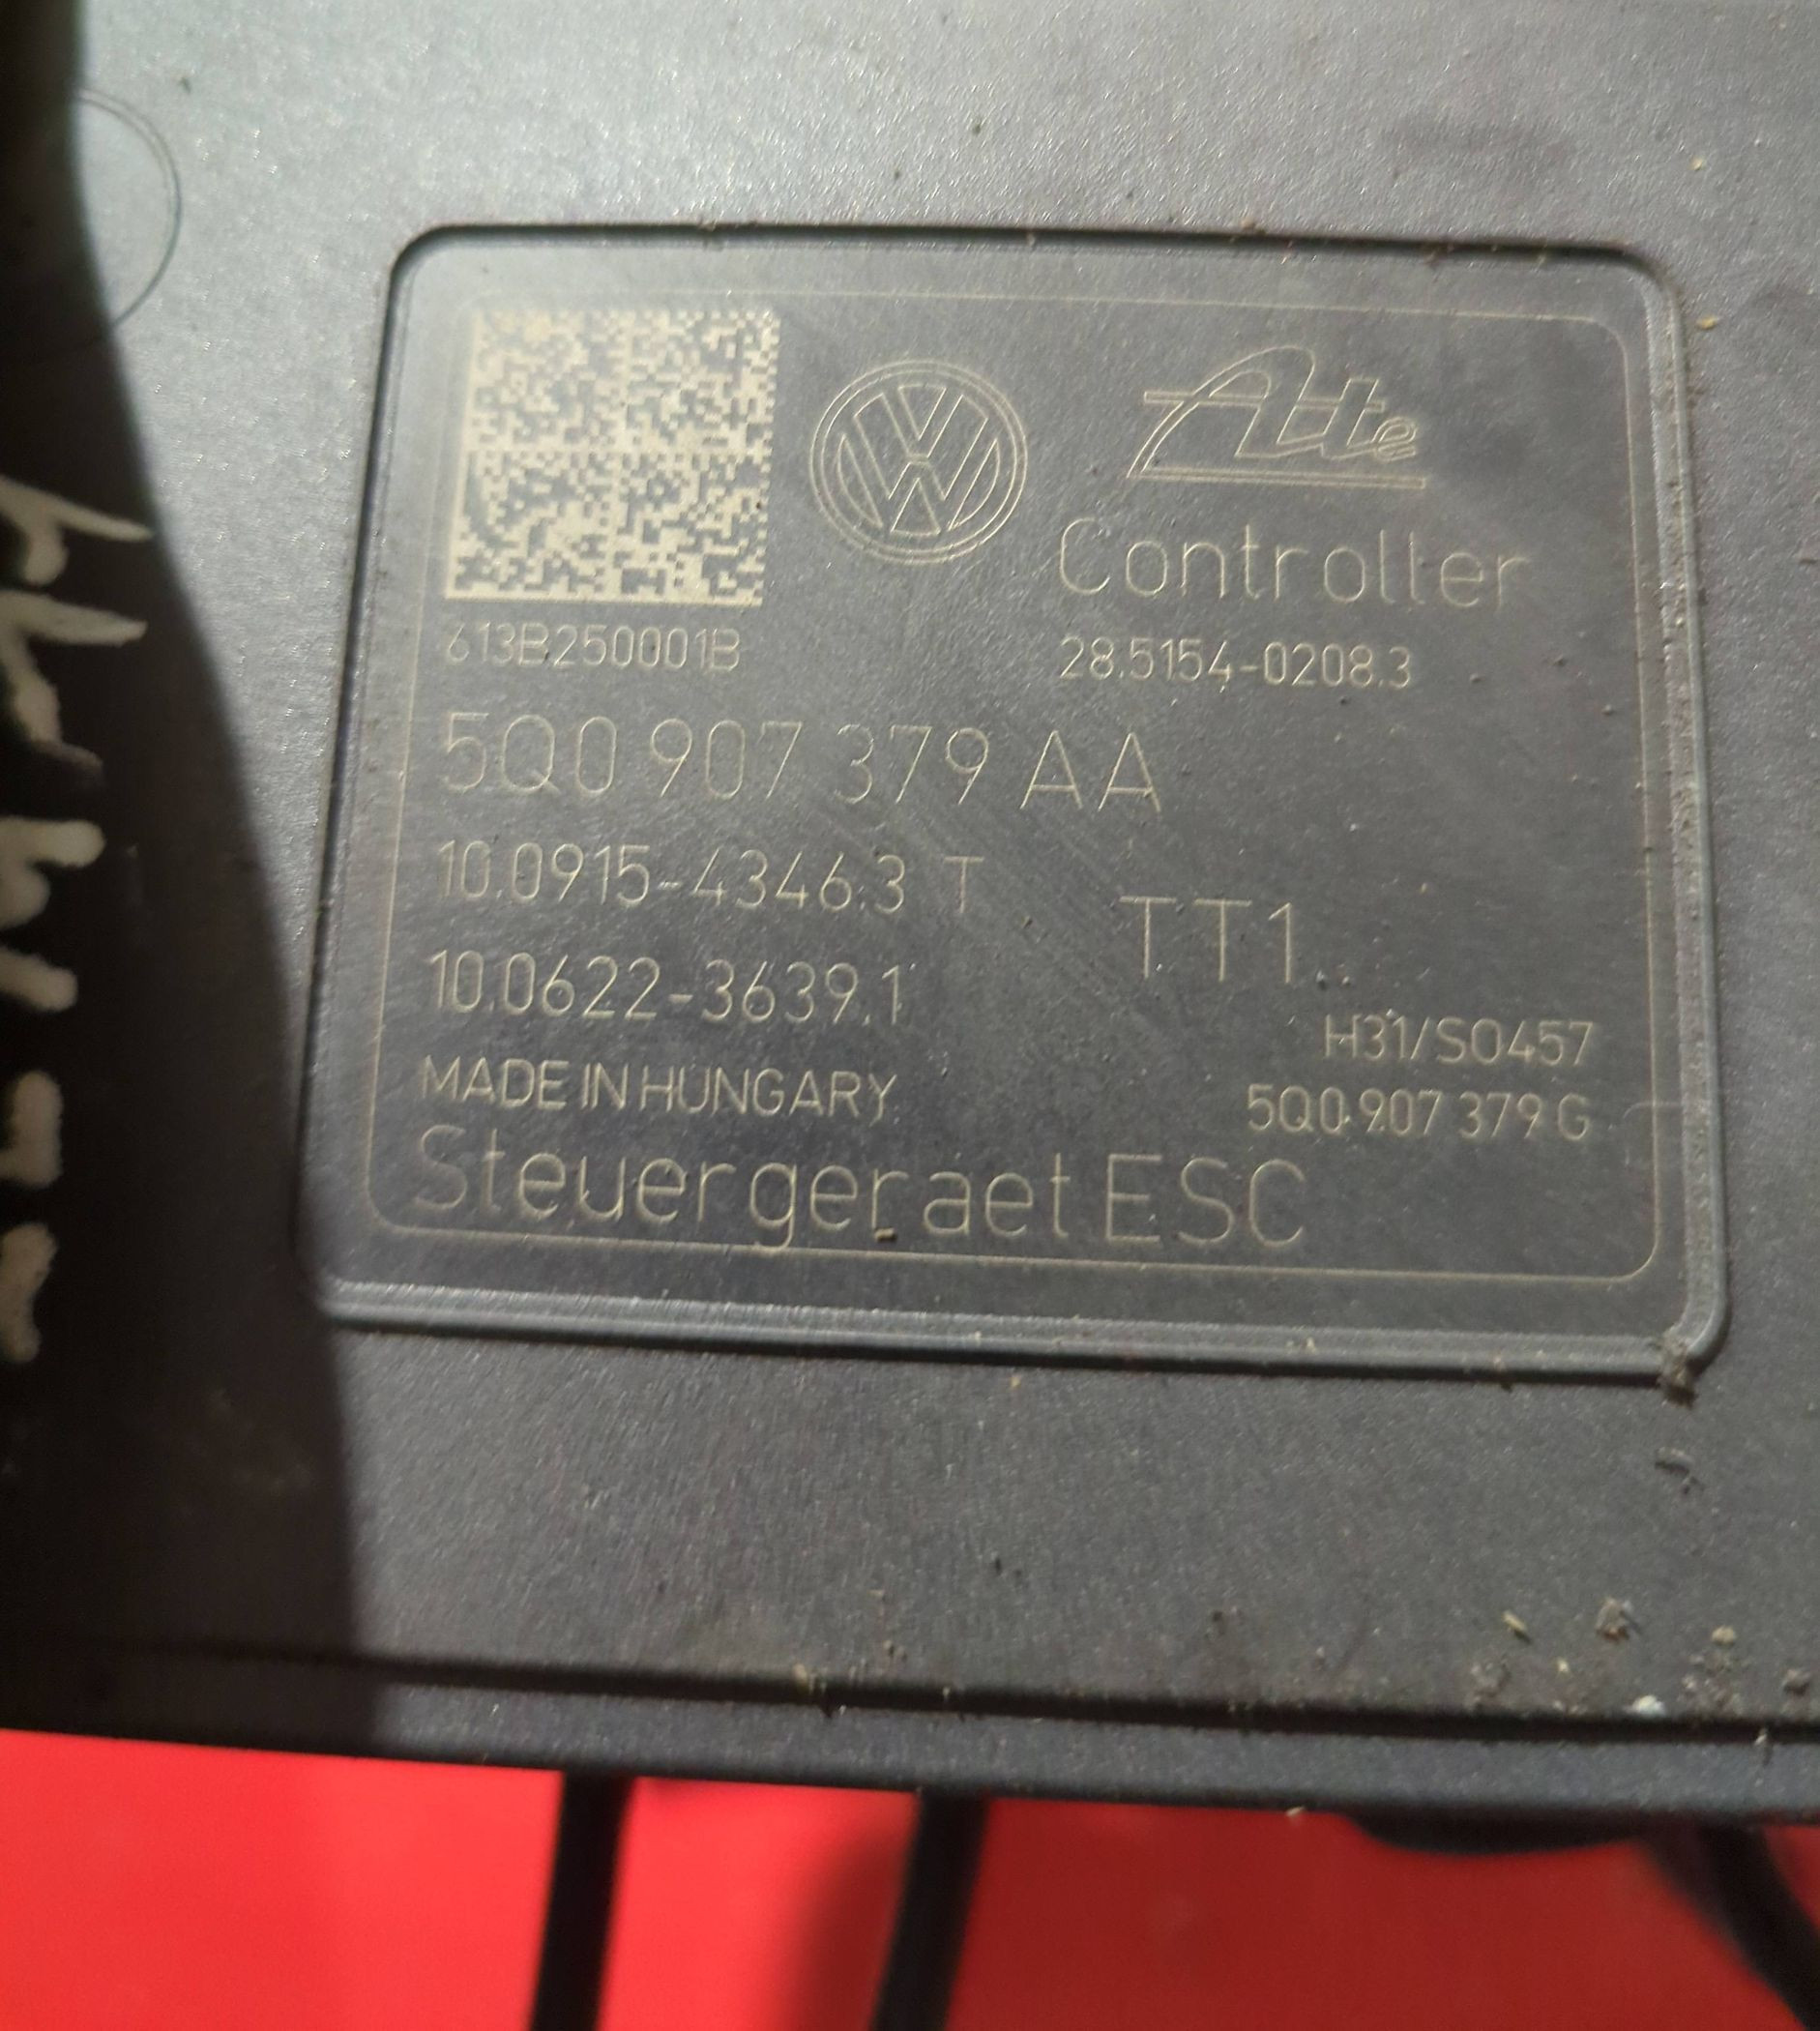 Ate
Controller
613B250001B
28.5154-0208.3
5Q0 907 379 AA
10.0915-4346.3 T
TT1..
10.0622-3639.1
H31/SO457
MADE IN HUNGARY
5Q0 907 379 G
Steuergeraet ESC